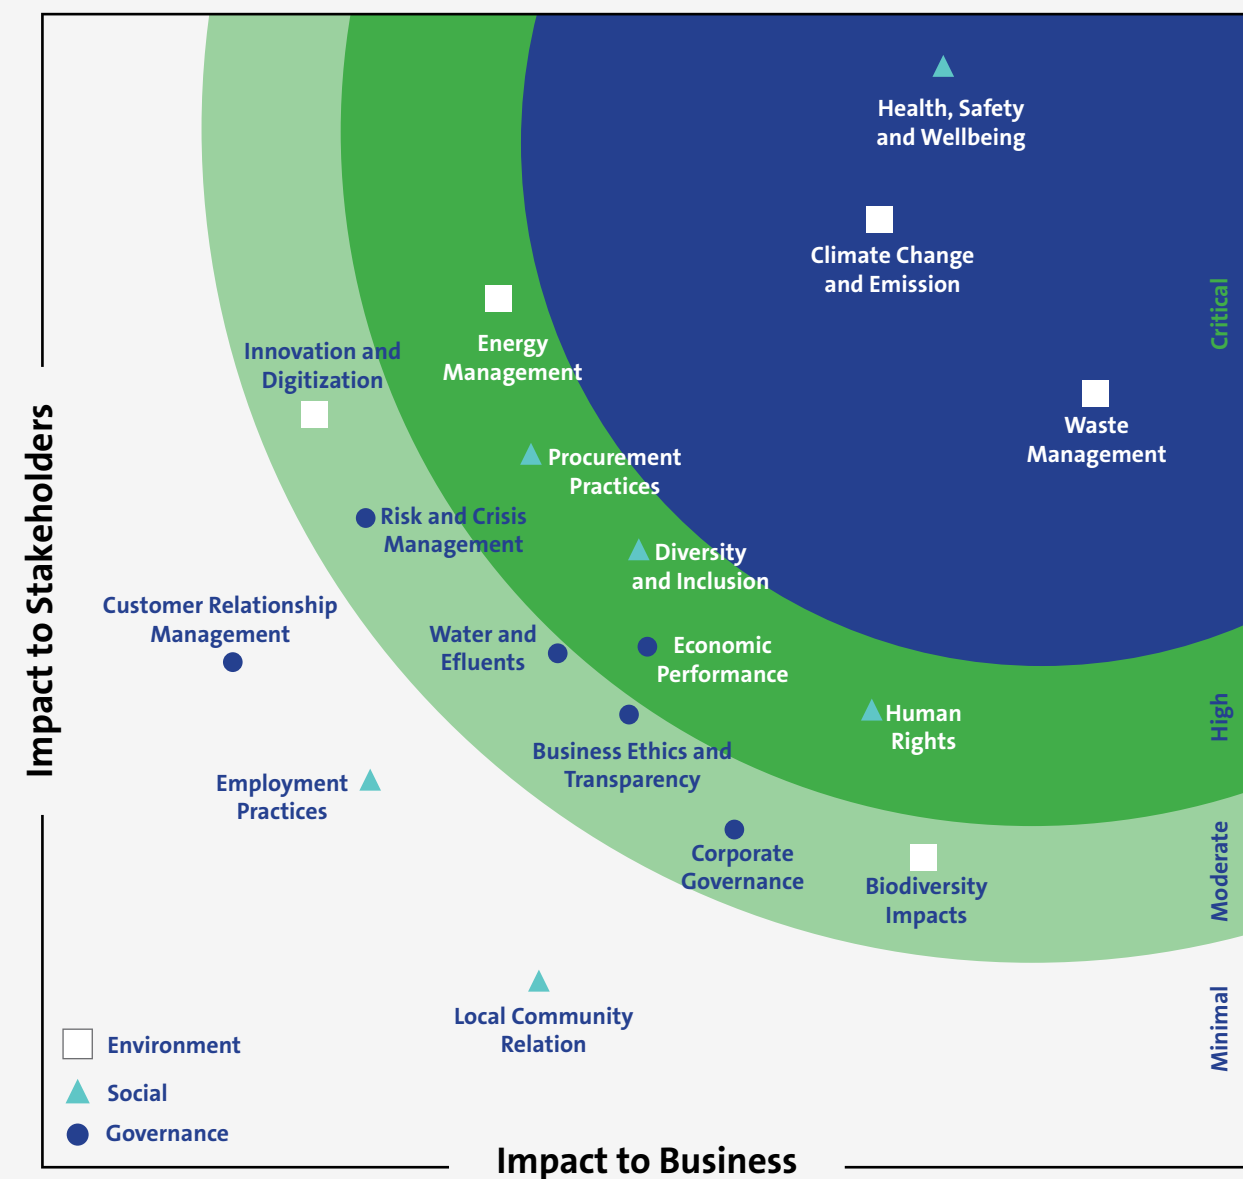 Health, Safety
and Wellbeing
Climate Change
and Emission
Critical
Energy
Management
Innovation and
Digitization
Waste
Management
Procurement
Practices
Risk and Crisis
Management
Diversity
and Inclusion
Impact to Stakeholders
Customer Relationship
Management
Water and
Efluents
Economic
Performance
High
Human
Rights
Business Ethics and
Transparency
Employment
Practices
Corporate
Governance
Moderate
Biodiversity
Impacts
Local Community
Relation
Minimal
Environment
Social
Governance
Impact to Business